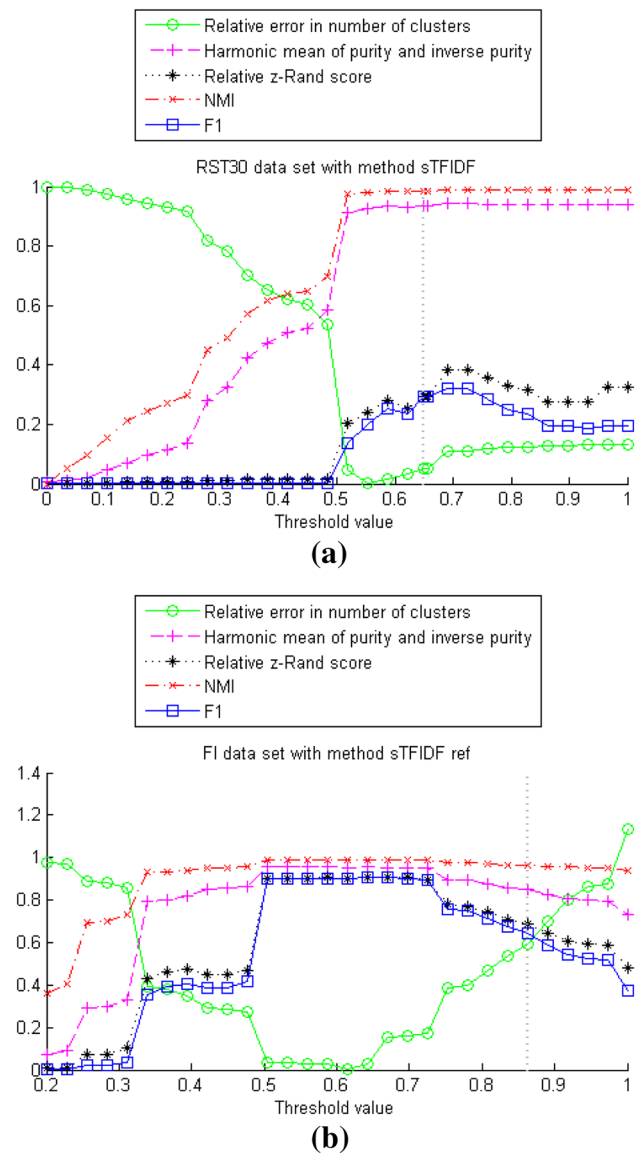 Relative error in number of clusters
Harmonic mean of purity and inverse purity
Relative z-Rand score
NMI
F1
RST30 data set with method sTFIDF
1
0.8
0.6
0.4
0.2
0
0 0.1 0.2 0.3 0.4 0.5 0.6 0.7 0.8 0.9 1
Threshold value
(a)
Relative error in number of clusters
Harmonic mean of purity and inverse purity
Relative z-Rand score
NMI
F1
FI data set with method sTFIDF ref
1.4
1.2
1
0.8
0.6
0.4
0.2
0
0.2 0.3 0.4 0.5 0.6 0.7 0.8 0.9 1
Threshold value
(b)